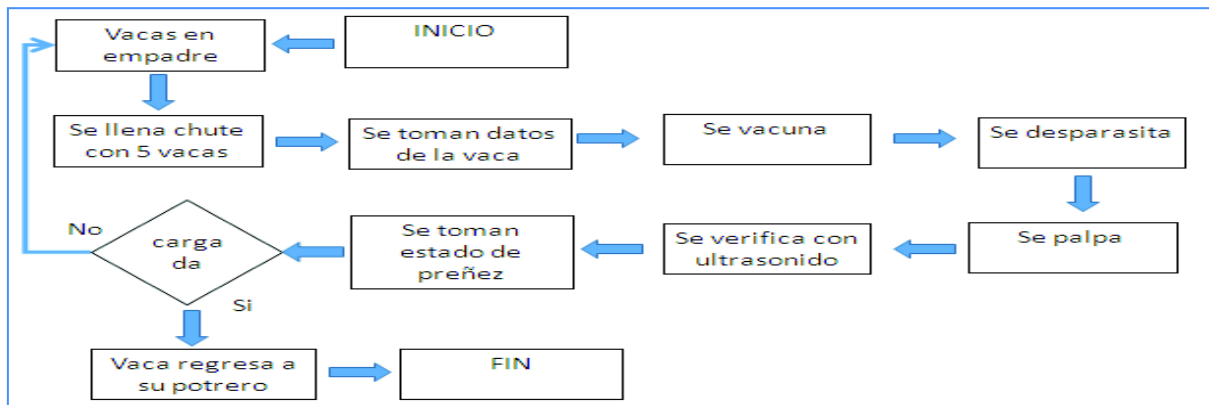 INICIO
Vacas en
empadre
Se llena chute
con 5 vacas
Se toman datos
de la vaca
Se vacuna
Se desparasita
Se palpa
Se verifica con
ultrasonido
Se toman
estado de
preñez
carga
da
No
Si
Vaca regresa a
su potrero
FIN